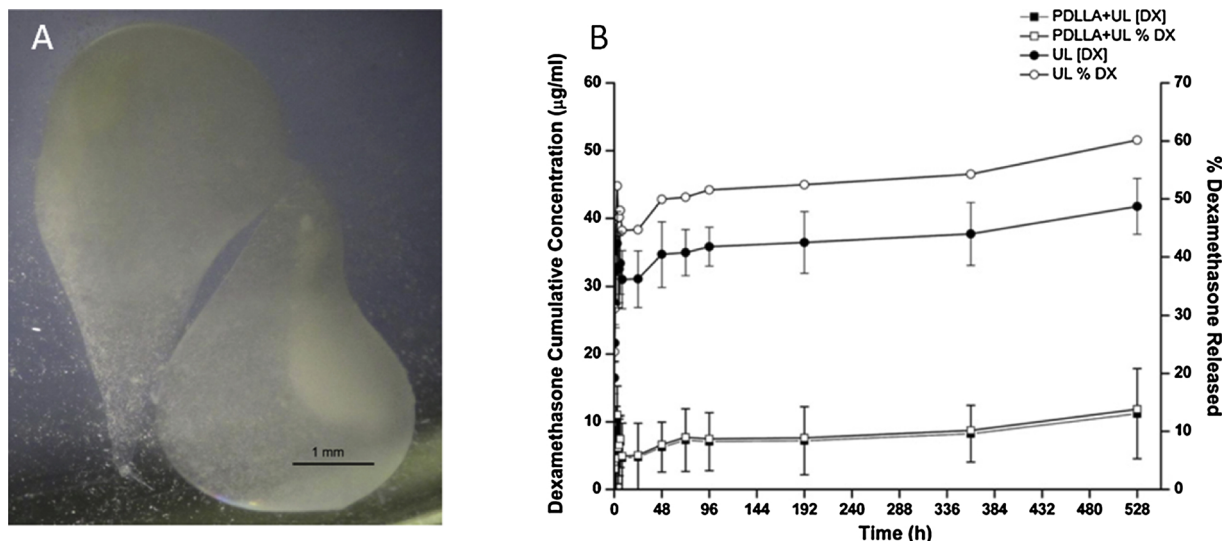 A
1 mm
B
PDLLA+UL [DX]
PDLLA+UL % DX
UL [DX]
UL % DX
Dexamethasone Cumulative Concentration (μg/ml)
60
50
40
30
20
10
0
70
60
50
40
30
20
10
0
% Dexamethasone Released
0 48 96 144 192 240 288 336 384 432 480 528
Time (h)